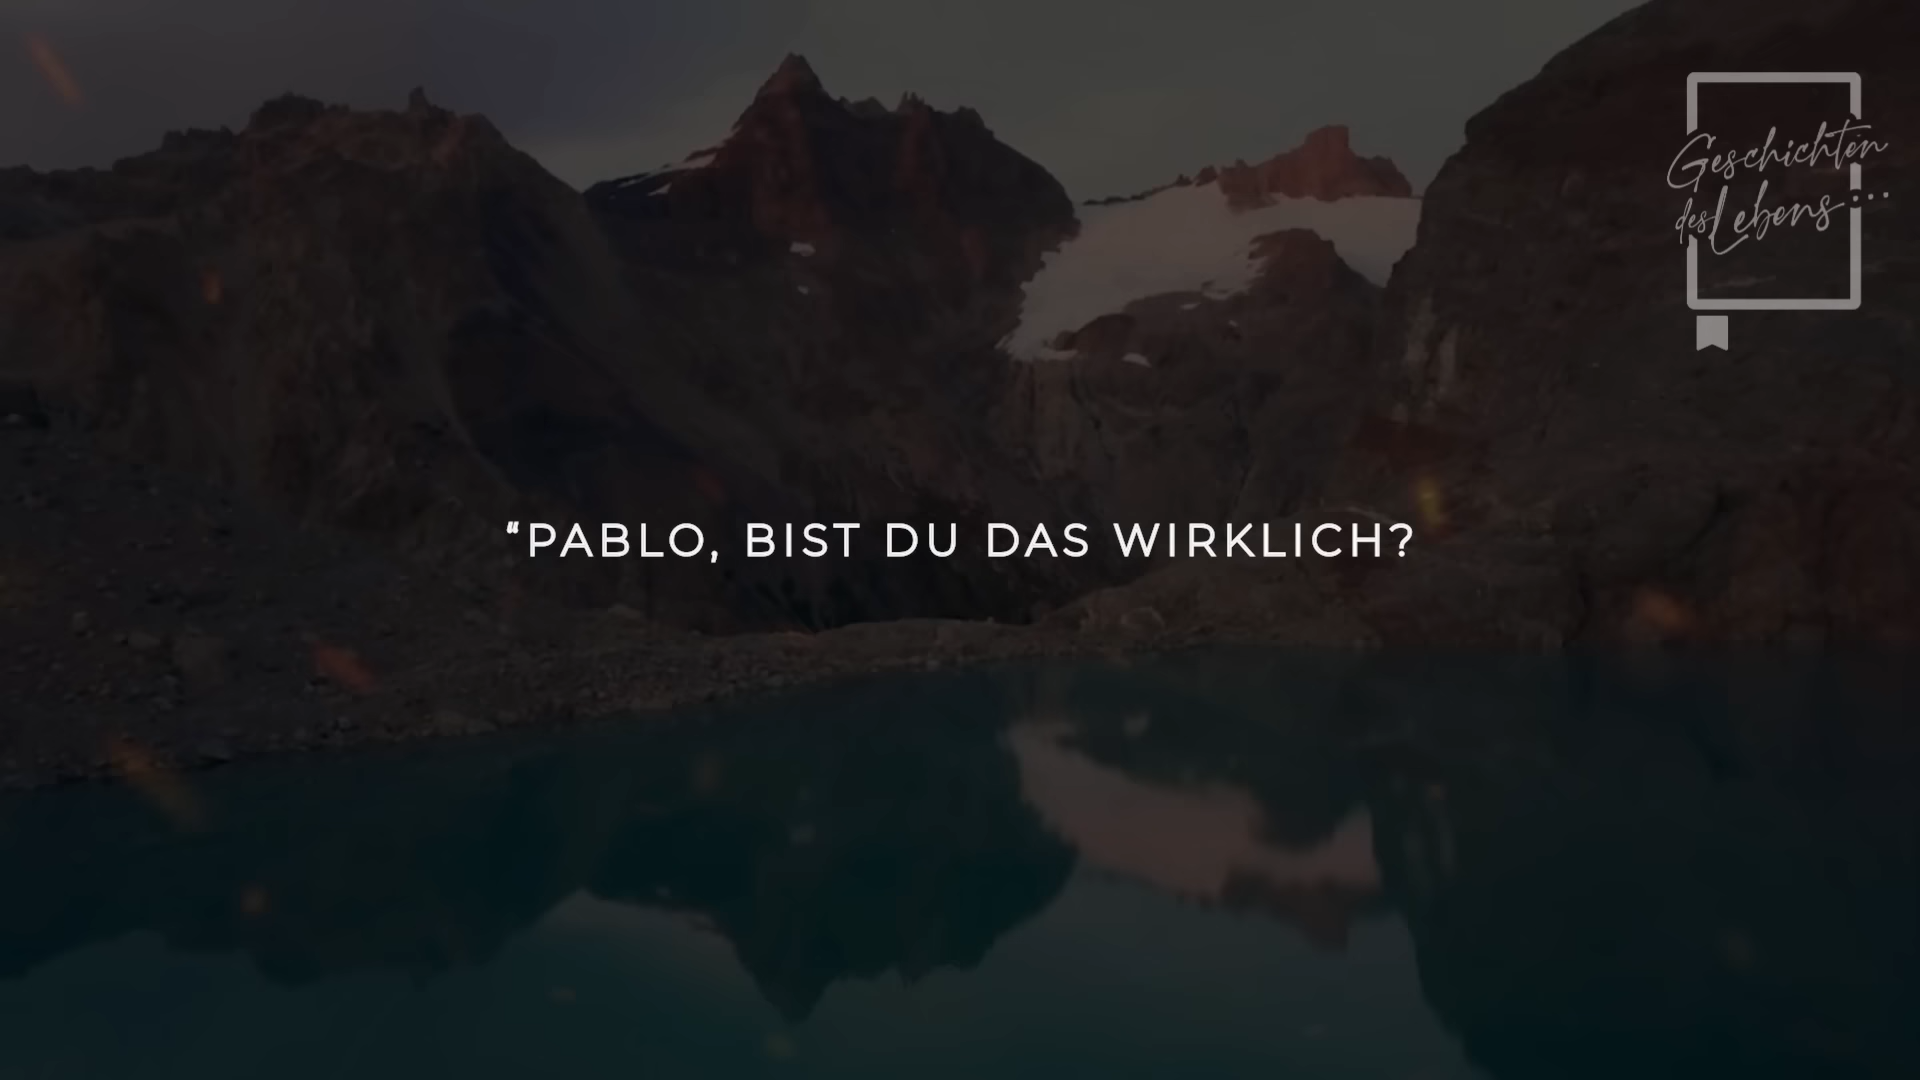 Geschichten
des Lebens...
“PABLO, BIST DU DAS WIRKLICH?